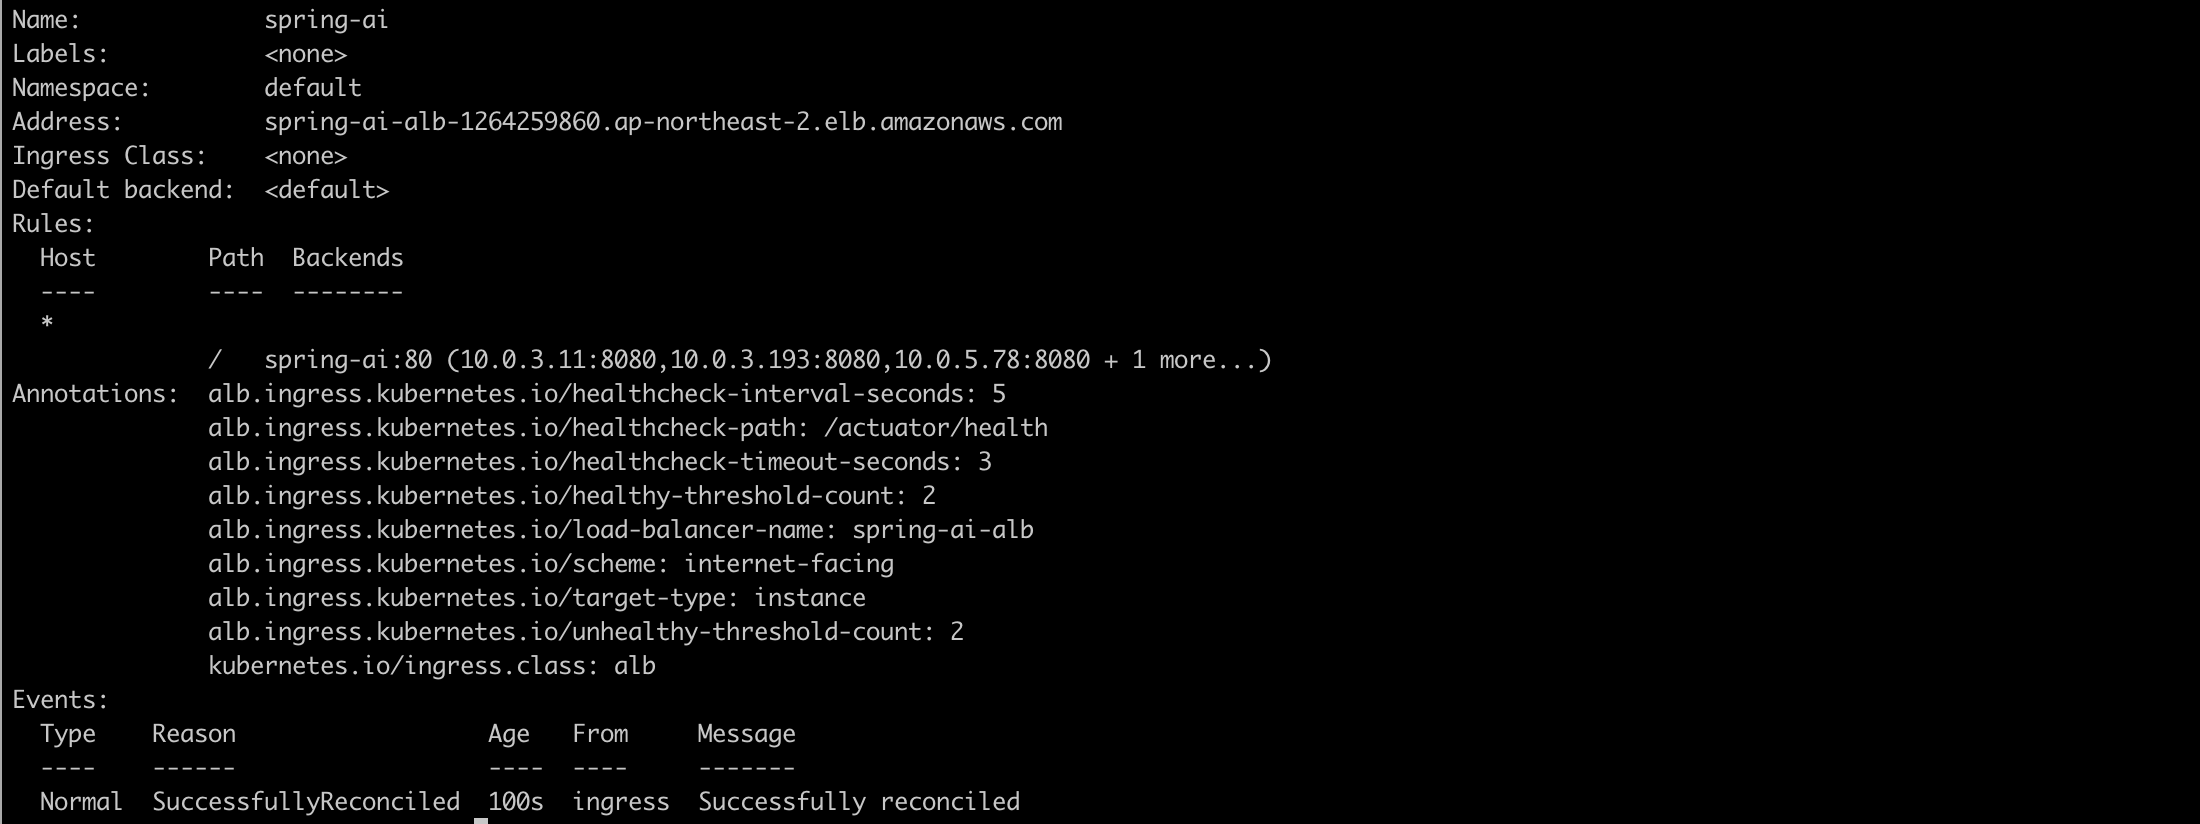 Name:             spring-ai
Labels:           <none>
Namespace:        default
Address:          spring-ai-alb-1264259860.ap-northeast-2.elb.amazonaws.com
Ingress Class:    <none>
Default backend:  <default>
Rules:
  Host        Path  Backends
  ----        ----  --------
  *
              /   spring-ai:80 (10.0.3.11:8080,10.0.3.193:8080,10.0.5.78:8080 + 1 more...)
Annotations:  alb.ingress.kubernetes.io/healthcheck-interval-seconds: 5
              alb.ingress.kubernetes.io/healthcheck-path: /actuator/health
              alb.ingress.kubernetes.io/healthcheck-timeout-seconds: 3
              alb.ingress.kubernetes.io/healthy-threshold-count: 2
              alb.ingress.kubernetes.io/load-balancer-name: spring-ai-alb
              alb.ingress.kubernetes.io/scheme: internet-facing
              alb.ingress.kubernetes.io/target-type: instance
              alb.ingress.kubernetes.io/unhealthy-threshold-count: 2
              kubernetes.io/ingress.class: alb
Events:
  Type    Reason                  Age   From     Message
  ----    ------                  ----  ----     -------
  Normal  SuccessfullyReconciled  100s  ingress  Successfully reconciled